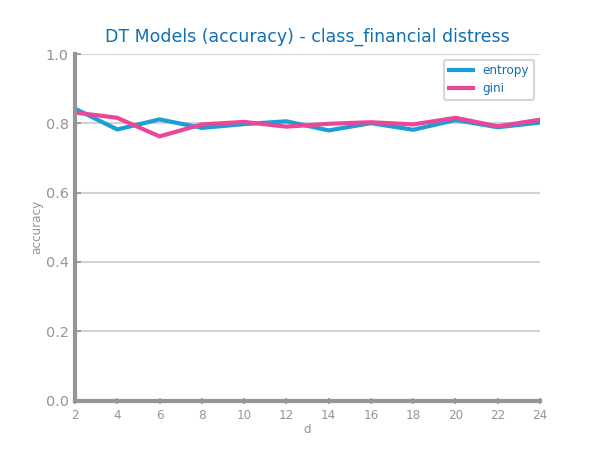 DT Models (accuracy) - class_financial distress
1.0
0.8
0.6
0.4
0.2
0.0
accuracy
entropy
gini
2 4 6 8 10 12 14 16 18 20 22 24
d